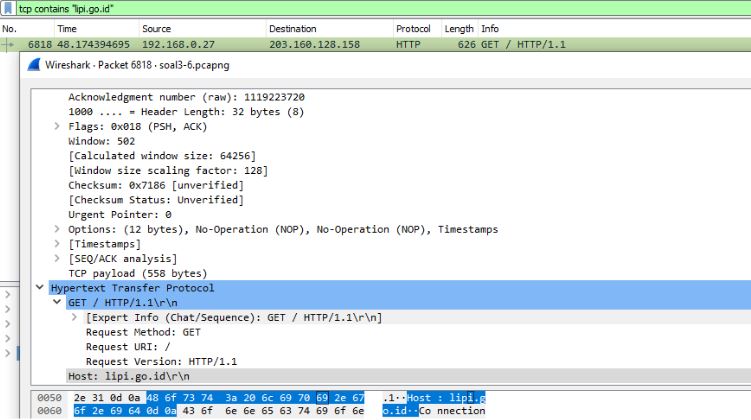 tcp contains "lipi.go.id"
No. Time Source Destination Protocol Length Info
6818 48.174394695 192.168.0.27 203.160.128.158 HTTP 626 GET / HTTP/1.1
Wireshark · Packet 6818 · soal3-6.pcapng
Acknowledgment number (raw): 1119223720
1000 .... = Header Length: 32 bytes (8)
Flags: 0x018 (PSH, ACK)
Window: 502
[Calculated window size: 64256]
[Window size scaling factor: 128]
Checksum: 0x7186 [unverified]
[Checksum Status: Unverified]
Urgent Pointer: 0
Options: (12 bytes), No-Operation (NOP), No-Operation (NOP), Timestamps
[Timestamps]
[SEQ/ACK analysis]
TCP payload (558 bytes)
Hypertext Transfer Protocol
GET / HTTP/1.1\r\n
[Expert Info (Chat/Sequence): GET / HTTP/1.1\r\n]
Request Method: GET
Request URI: /
Request Version: HTTP/1.1
Host: lipi.go.id\r\n
0050 2e 31 0d 0a 48 6f 73 74 3a 20 6c 69 70 69 2e 67 .1··Host : lipi.g
0060 6f 2e 69 64 0d 0a 43 6f 6e 6e 65 63 74 69 6f 6e o.id··Co nnection